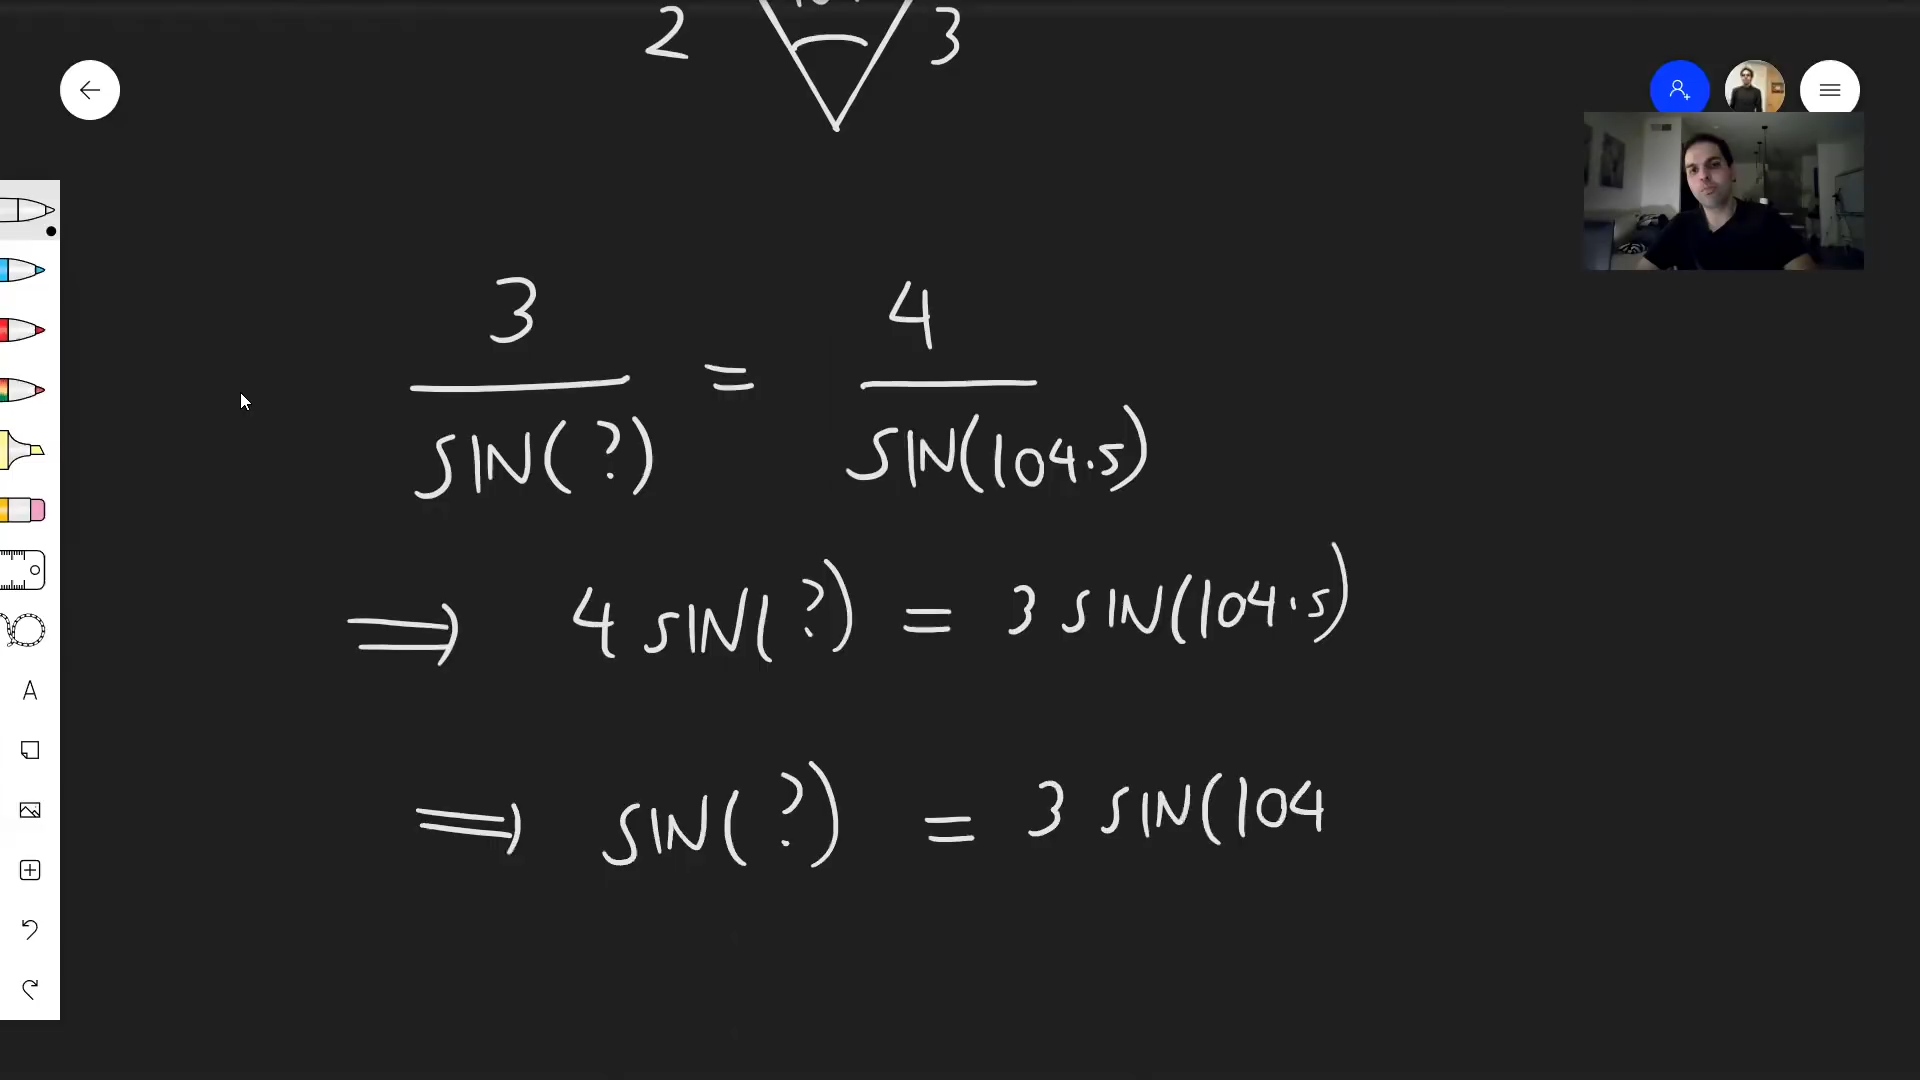 2 3
3 = 4
SIN(?) SIN(104.5)
⟹ 4 SIN(?) = 3 SIN(104.5)
⟹ SIN(?) = 3 SIN(104
A